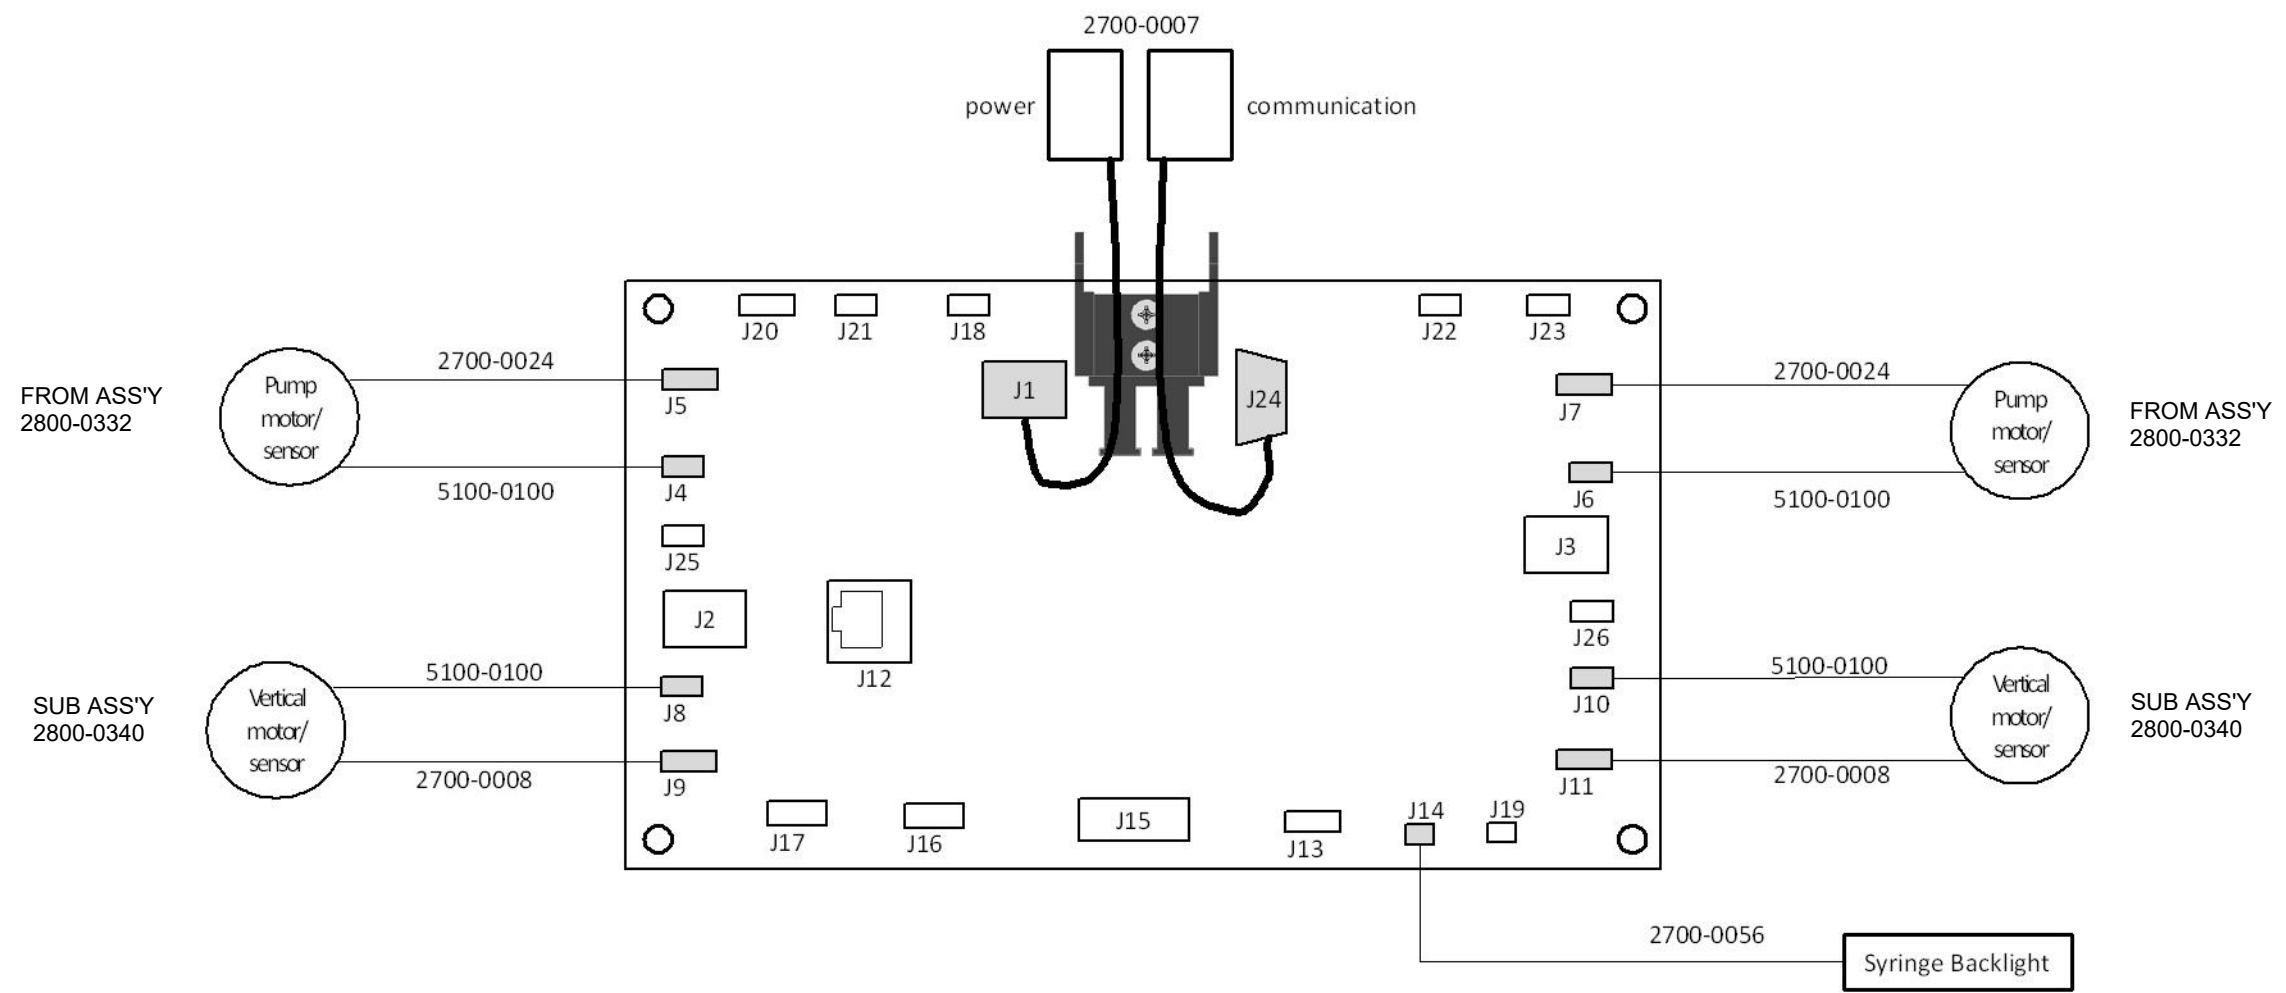 2700-0007
power
communication
J20
J21
J18
J22
J23
FROM ASS'Y
2800-0332
Pump
motor/
sensor
2700-0024
J5
5100-0100
J4
J25
J2
J12
SUB ASS'Y
2800-0340
Vertical
motor/
sensor
5100-0100
J8
2700-0008
J9
J1
J24
2700-0024
J7
5100-0100
J6
J3
J26
Pump
motor/
sensor
FROM ASS'Y
2800-0332
5100-0100
J10
2700-0008
J11
Vertical
motor/
sensor
SUB ASS'Y
2800-0340
J17
J16
J15
J13
J14
J19
2700-0056
Syringe Backlight